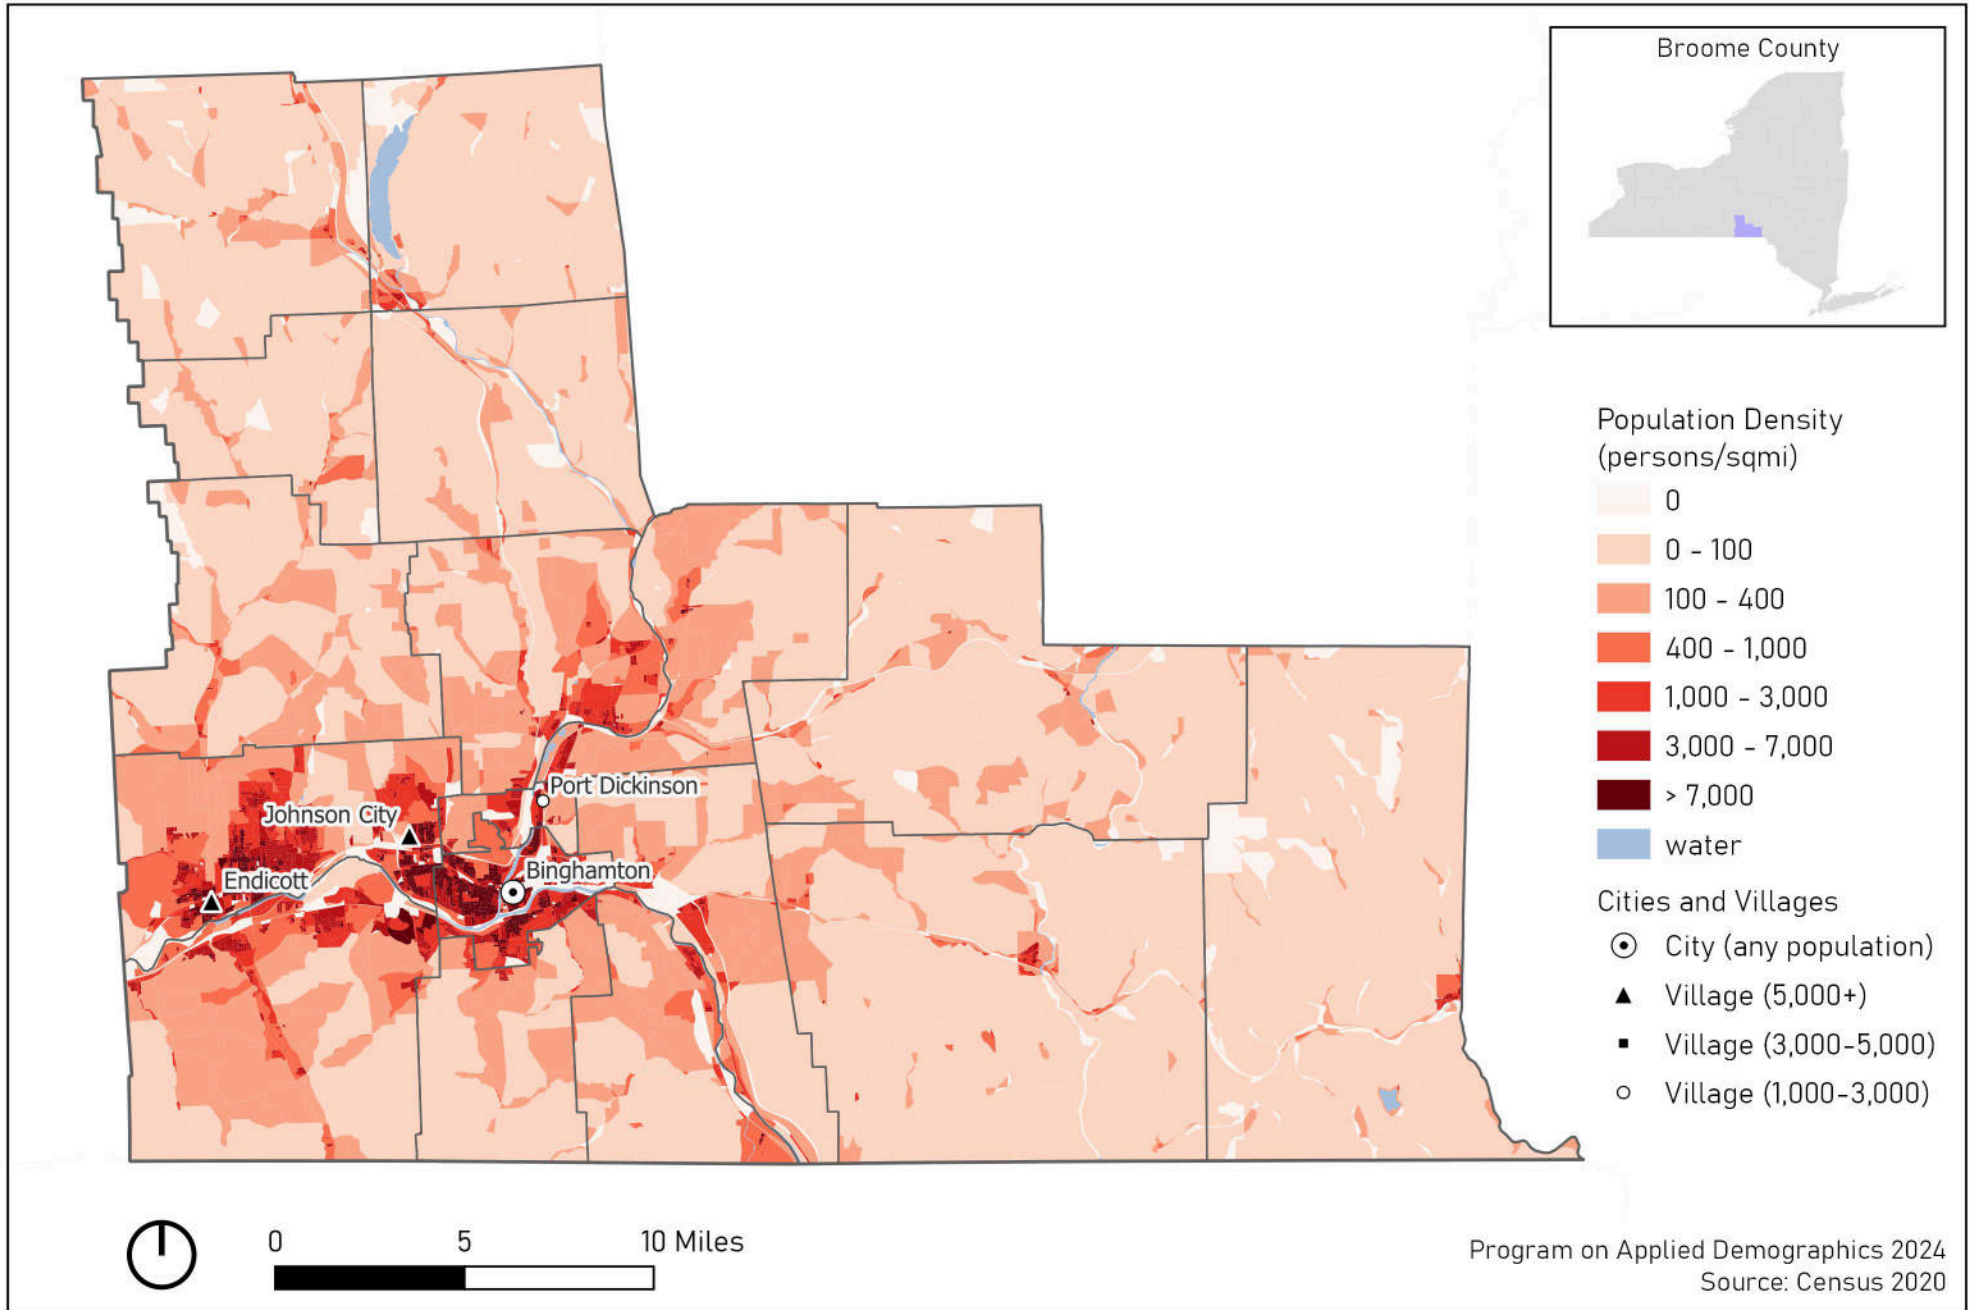 Broome County
Population Density
(persons/sqmi)
0
0 - 100
100 - 400
400 - 1,000
1,000 - 3,000
3,000 - 7,000
> 7,000
water
Cities and Villages
City (any population)
Village (5,000+)
Village (3,000-5,000)
Village (1,000-3,000)
Port Dickinson
Johnson City
Binghamton
Endicott
0 5 10 Miles
Program on Applied Demographics 2024
Source: Census 2020